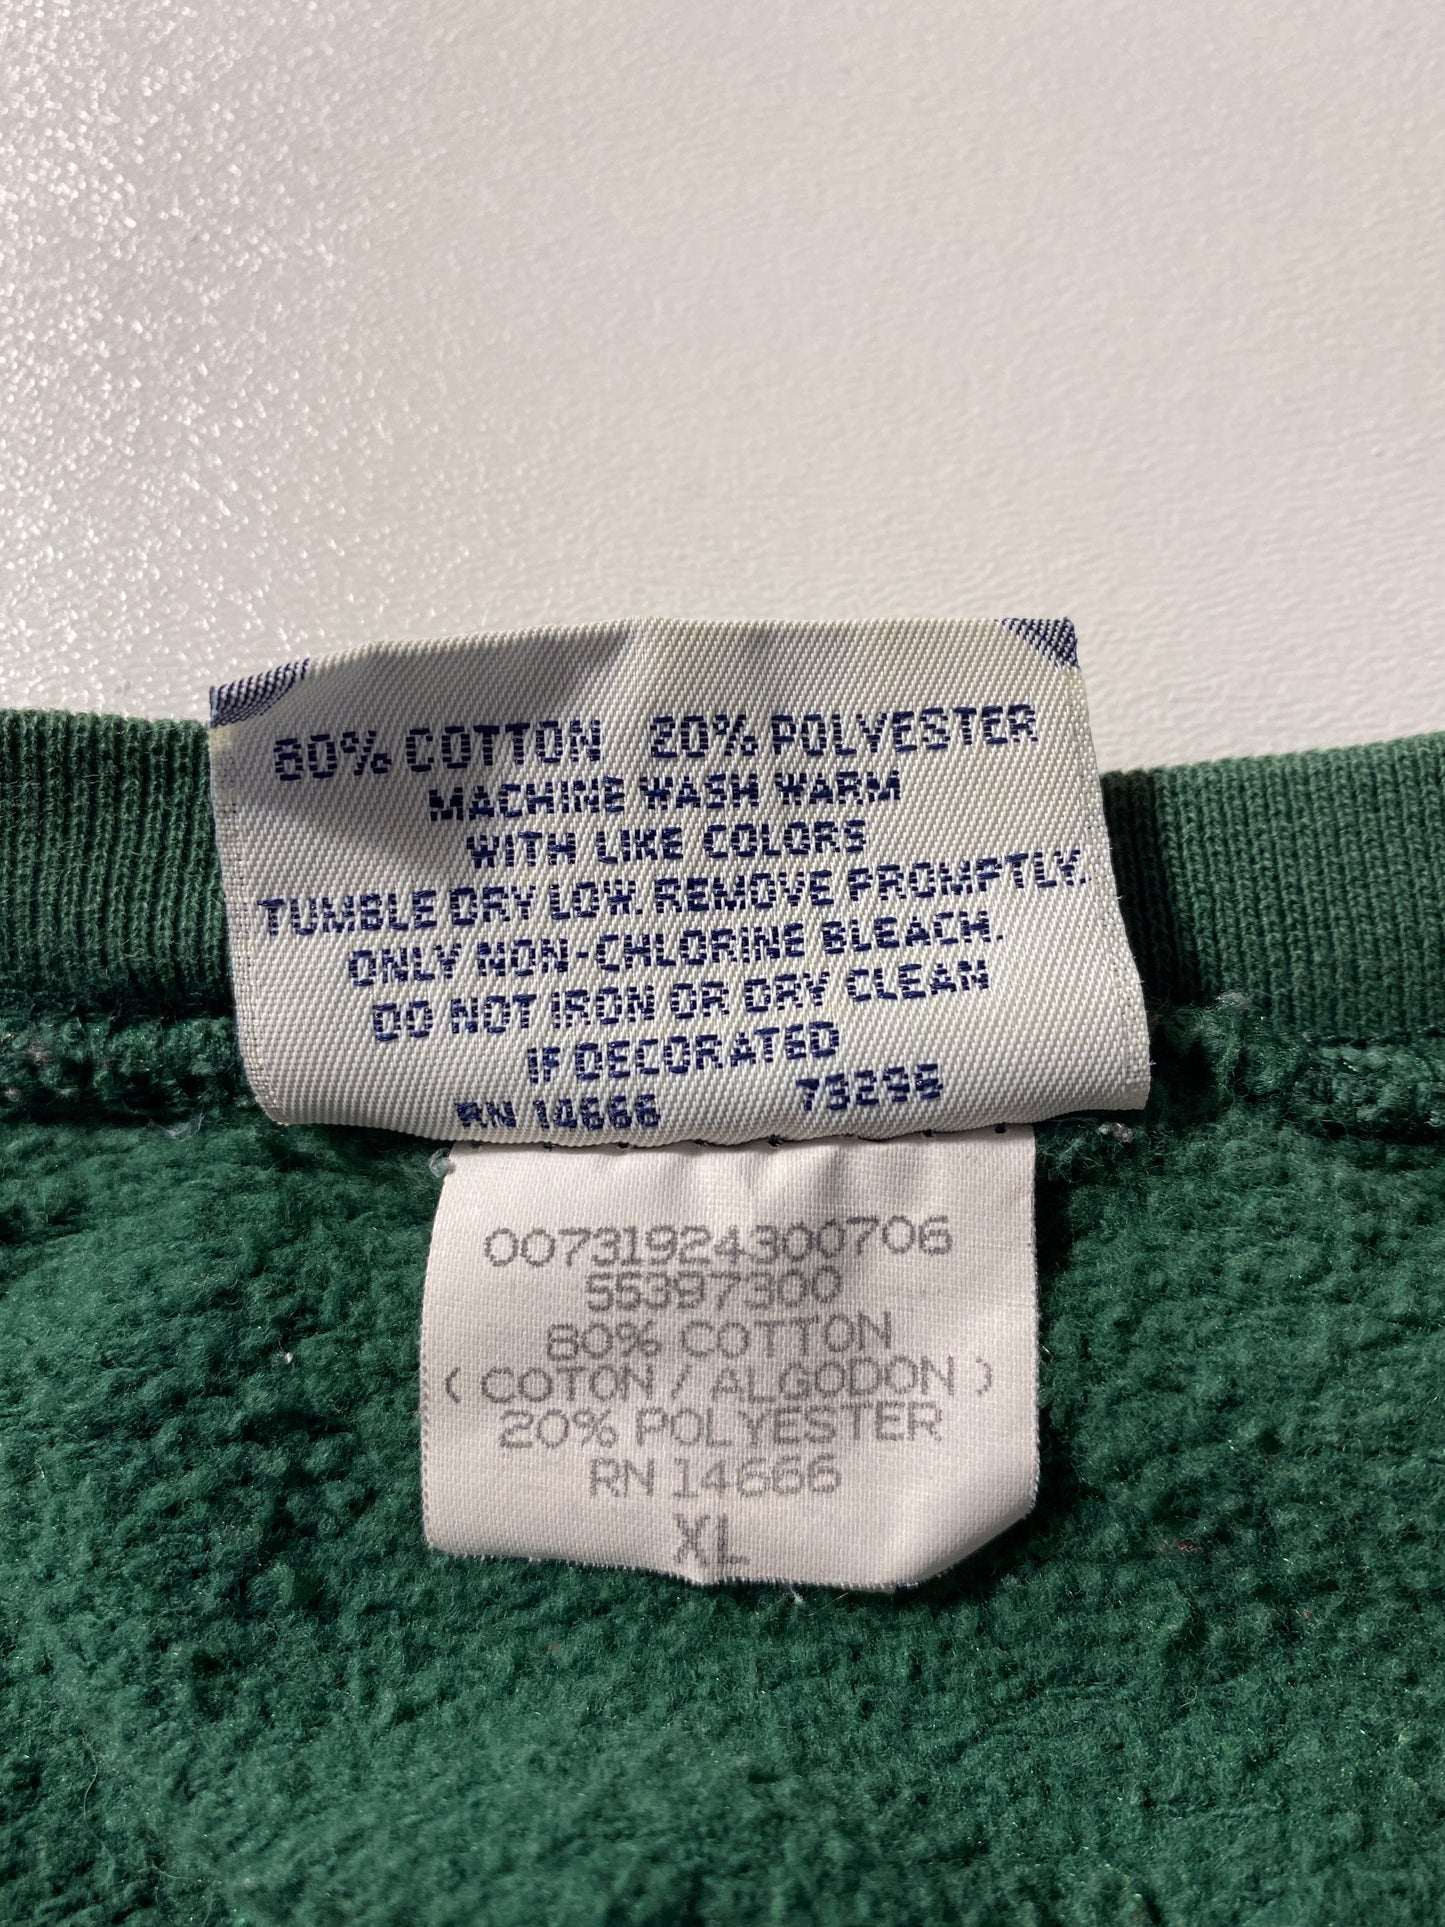 80% COTTON 20% POLYESTER
MACHINE WASH WARM
WITH LIKE COLORS
TUMBLE DRY LOW. REMOVE PROMPTLY.
ONLY NON-CHLORINE BLEACH.
DO NOT IRON OR DRY CLEAN
IF DECORATED
RN 14666 73296
00731924300706
55397300
80% COTTON
( COTON / ALGODON )
20% POLYESTER
RN 14666
XL